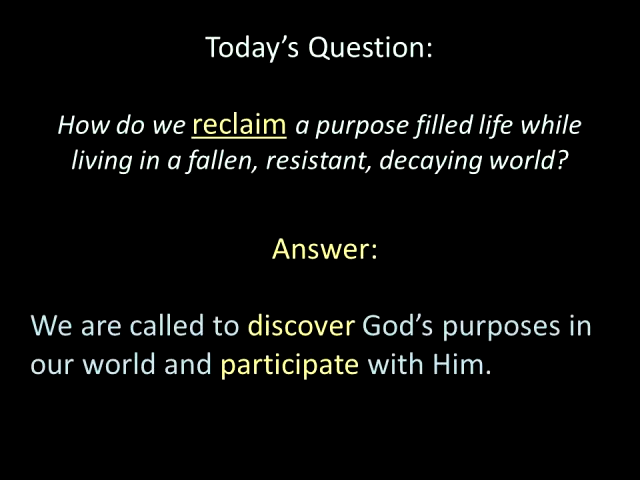 Today’s Question:
How do we reclaim a purpose filled life while
living in a fallen, resistant, decaying world?
Answer:
We are called to discover God’s purposes in
our world and participate with Him.